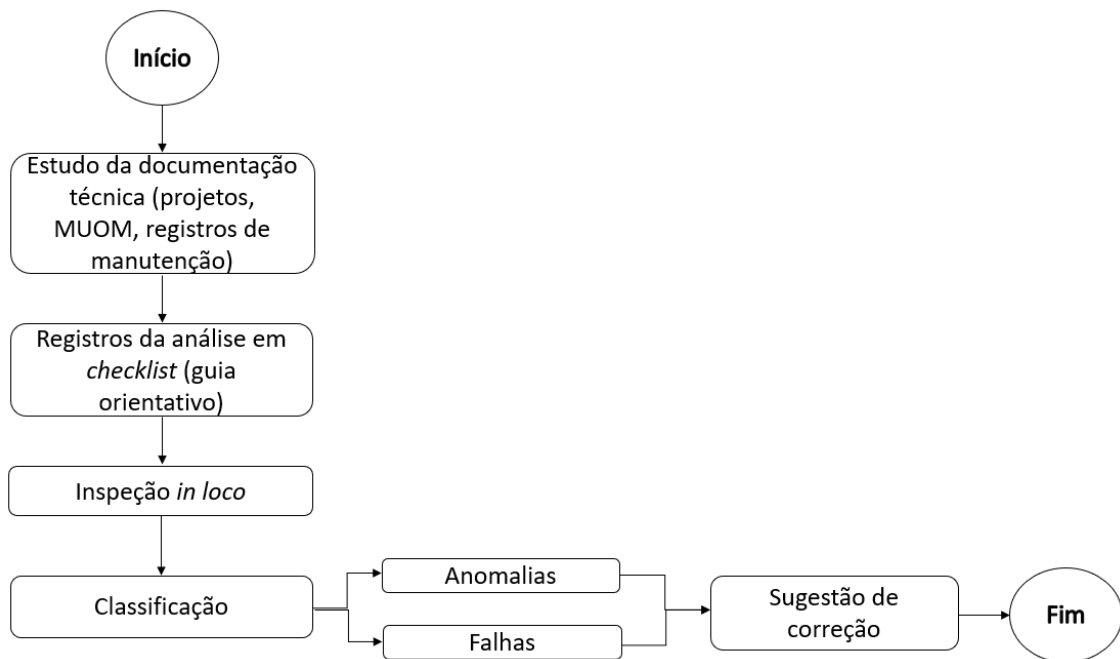 Início
Estudo da documentação
técnica (projetos,
MUOM, registros de
manutenção)
Registros da análise em
checklist (guia
orientativo)
Inspeção in loco
Classificação
Anomalias
Falhas
Sugestão de
correção
Fim